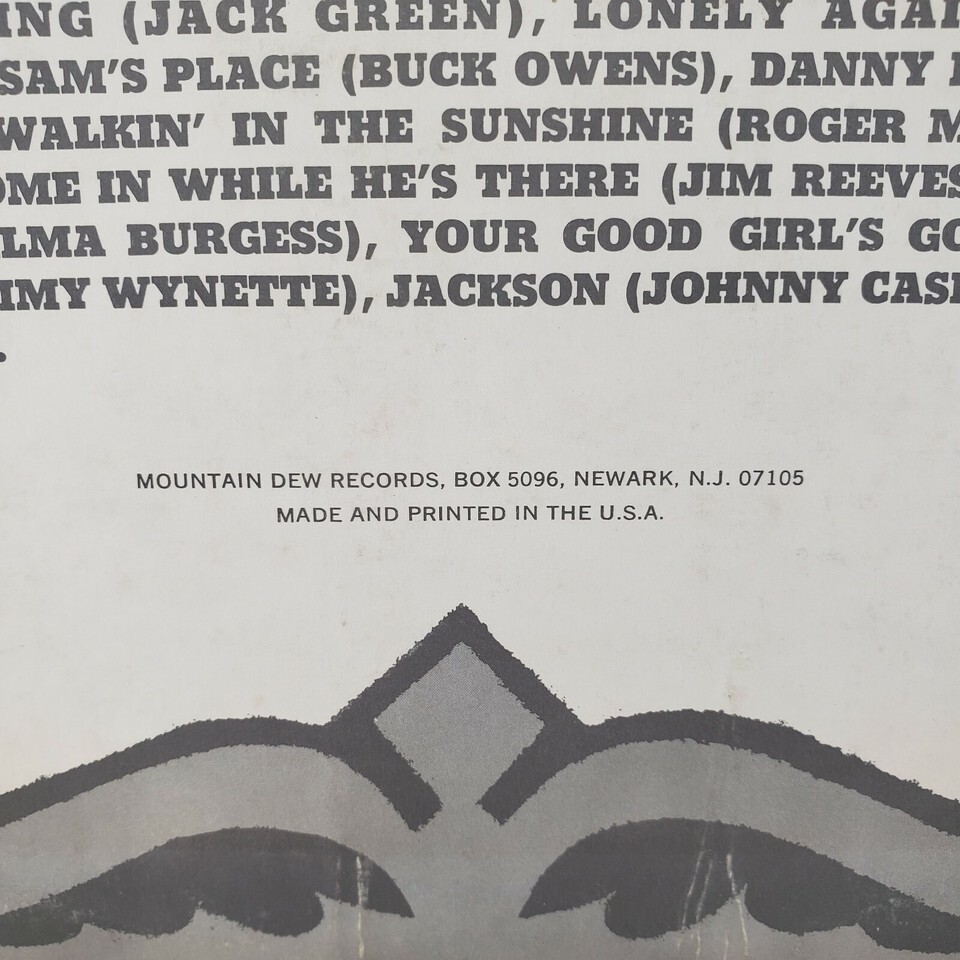 ING (JACK GREEN), LONELY AGAI
SAM'S PLACE (BUCK OWENS), DANNY
WALKIN' IN THE SUNSHINE (ROGER M
OME IN WHILE HE'S THERE (JIM REEVES
LMA BURGESS), YOUR GOOD GIRL'S GO
MMY WYNETTE), JACKSON (JOHNNY CASH
.
MOUNTAIN DEW RECORDS, BOX 5096, NEWARK, N.J. 07105
MADE AND PRINTED IN THE U.S.A.